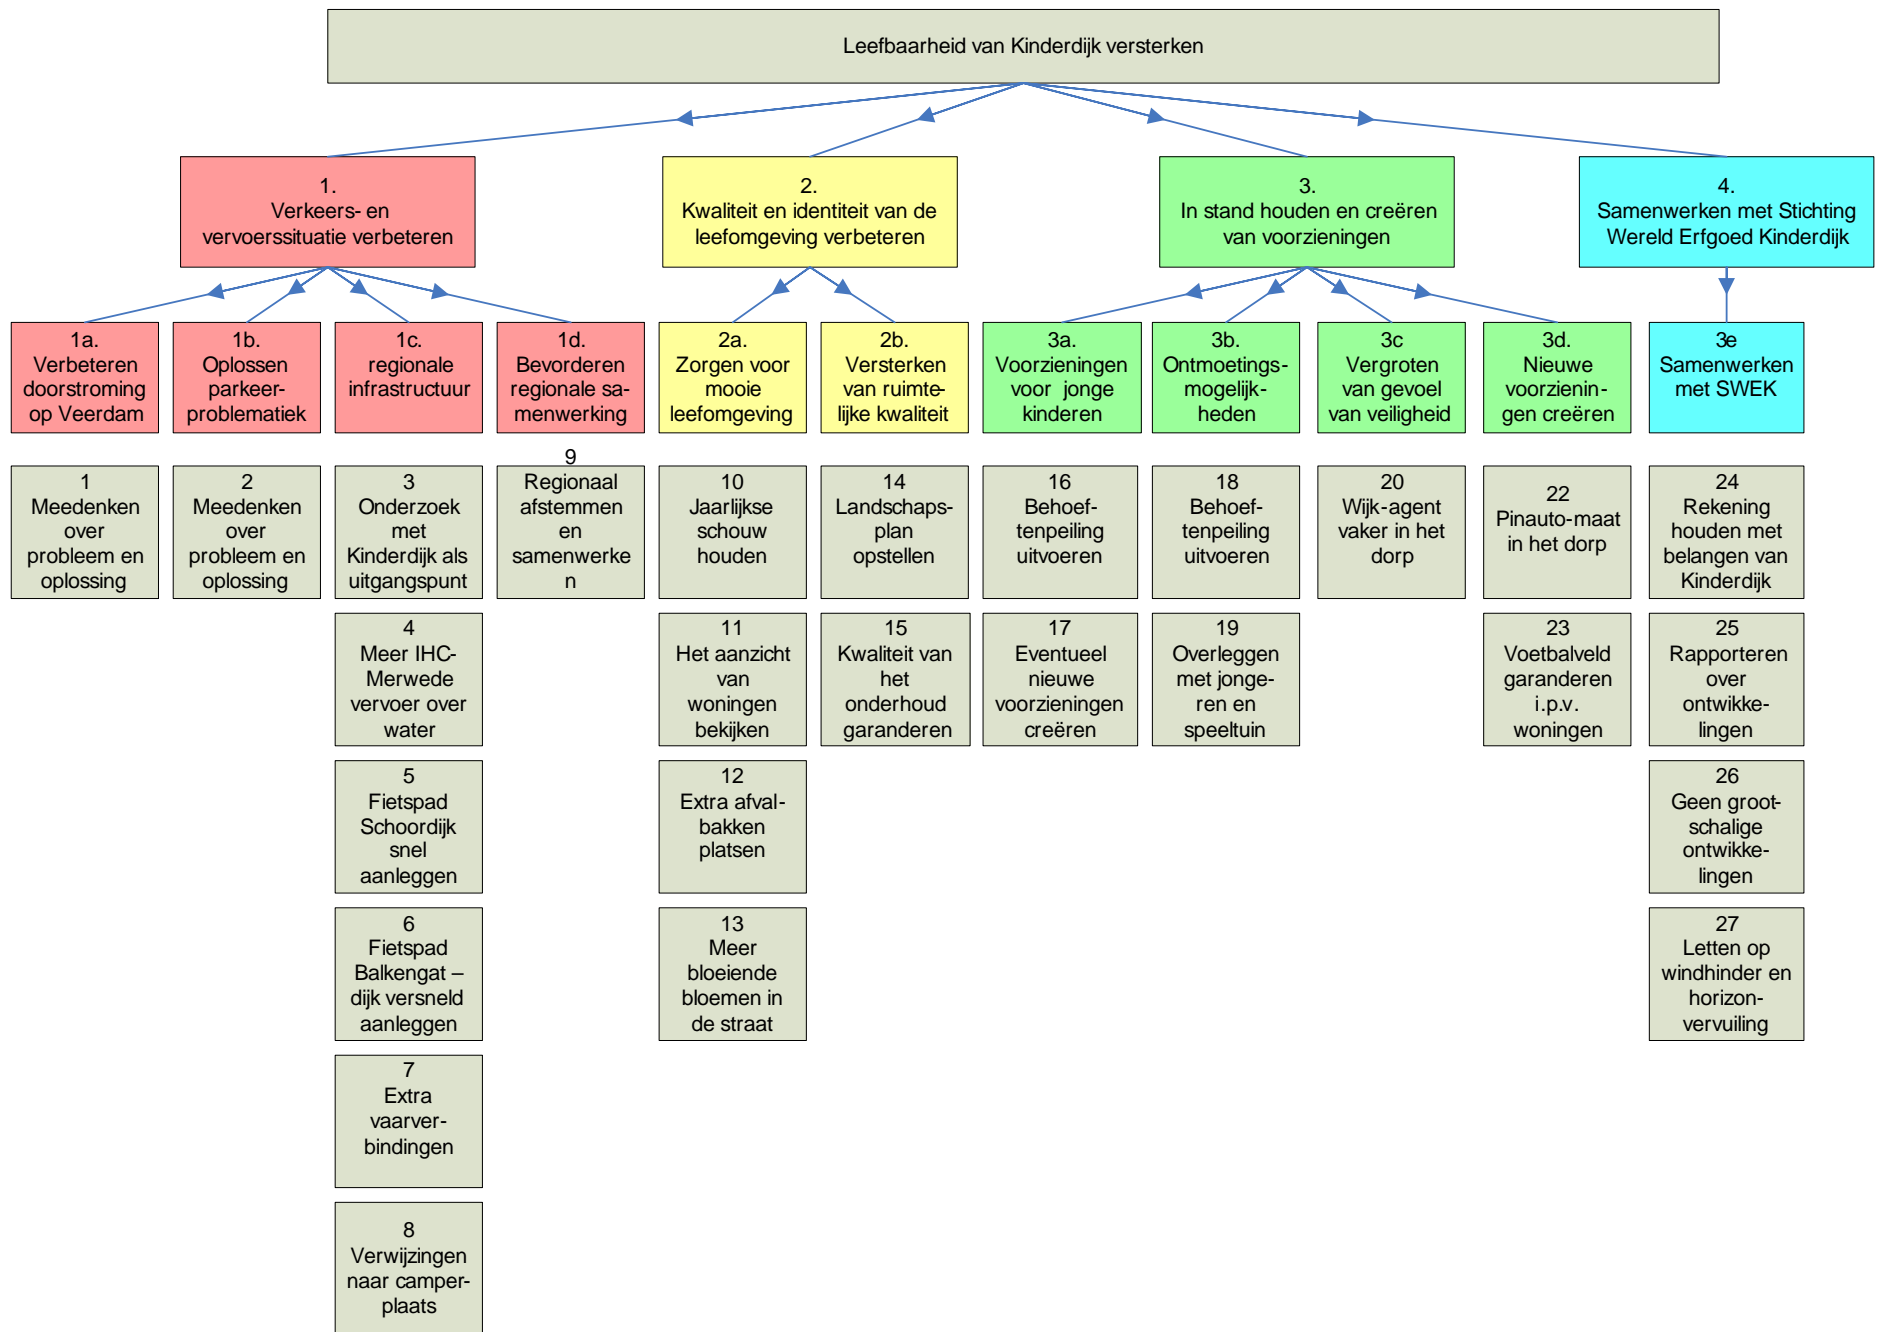 Leefbaarheid van Kinderdijk versterken
1.
Verkeers- en
vervoerssituatie verbeteren
2.
Kwaliteit en identiteit van de
leefomgeving verbeteren
3.
In stand houden en creëren
van voorzieningen
4.
Samenwerken met Stichting
Wereld Erfgoed Kinderdijk
1a.
Verbeteren
doorstroming
op Veerdam
1b.
Oplossen
parkeer-
problematiek
1c.
regionale
infrastructuur
1d.
Bevorderen
regionale sa-
menwerking
2a.
Zorgen voor
mooie
leefomgeving
2b.
Versterken
van ruimte-
lijke kwaliteit
3a.
Voorzieningen
voor jonge
kinderen
3b.
Ontmoetings-
mogelijk-
heden
3c
Vergroten
van gevoel
van veiligheid
3d.
Nieuwe
voorzienin-
gen creëren
3e
Samenwerken
met SWEK
1
Meedenken
over
probleem en
oplossing
2
Meedenken
over
probleem en
oplossing
3
Onderzoek
met
Kinderdijk als
uitgangspunt
9
Regionaal
afstemmen
en
samenwerke
n
10
Jaarlijkse
schouw
houden
14
Landschaps-
plan
opstellen
16
Behoef-
tenpeiling
uitvoeren
18
Behoef-
tenpeiling
uitvoeren
20
Wijk-agent
vaker in het
dorp
22
Pinauto-maat
in het dorp
24
Rekening
houden met
belangen van
Kinderdijk
4
Meer IHC-
Merwede
vervoer over
water
11
Het aanzicht
van
woningen
bekijken
15
Kwaliteit van
het
onderhoud
garanderen
17
Eventueel
nieuwe
voorzieningen
creëren
19
Overleggen
met jonge-
ren en
speeltuin
23
Voetbalveld
garanderen
i.p.v.
woningen
25
Rapporteren
over
ontwikke-
lingen
5
Fietspad
Schoordijk
snel
aanleggen
12
Extra afval-
bakken
platsen
26
Geen groot-
schalige
ontwikke-
lingen
6
Fietspad
Balkengat –
dijk versneld
aanleggen
13
Meer
bloeiende
bloemen in
de straat
27
Letten op
windhinder en
horizon-
vervuiling
7
Extra
vaarver-
bindingen
8
Verwijzingen
naar camper-
plaats